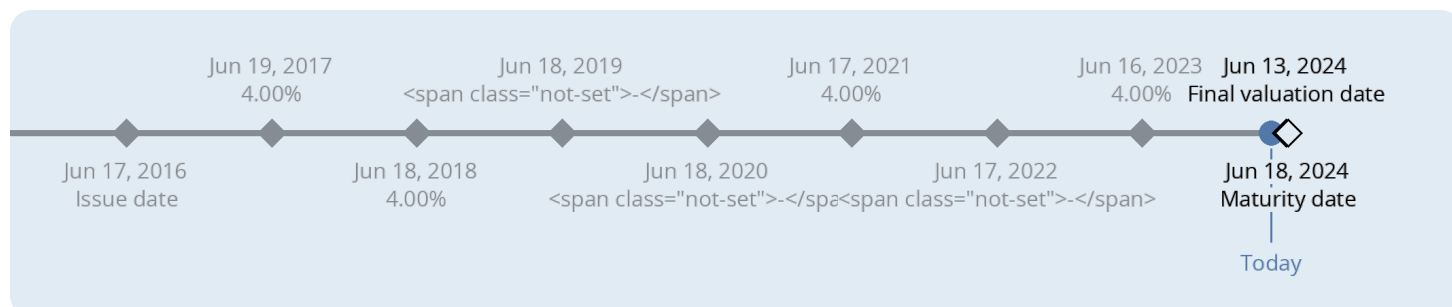 Jun 19, 2017
4.00%
Jun 18, 2019
<span class="not-set">-</span>
Jun 17, 2021
4.00%
Jun 16, 2023
4.00%
Jun 13, 2024
Final valuation date
Jun 17, 2016
Issue date
Jun 18, 2018
4.00%
Jun 18, 2020
<span class="not-set">-</spa
Jun 17, 2022
<span class="not-set">-</span>
Jun 18, 2024
Maturity date
Today